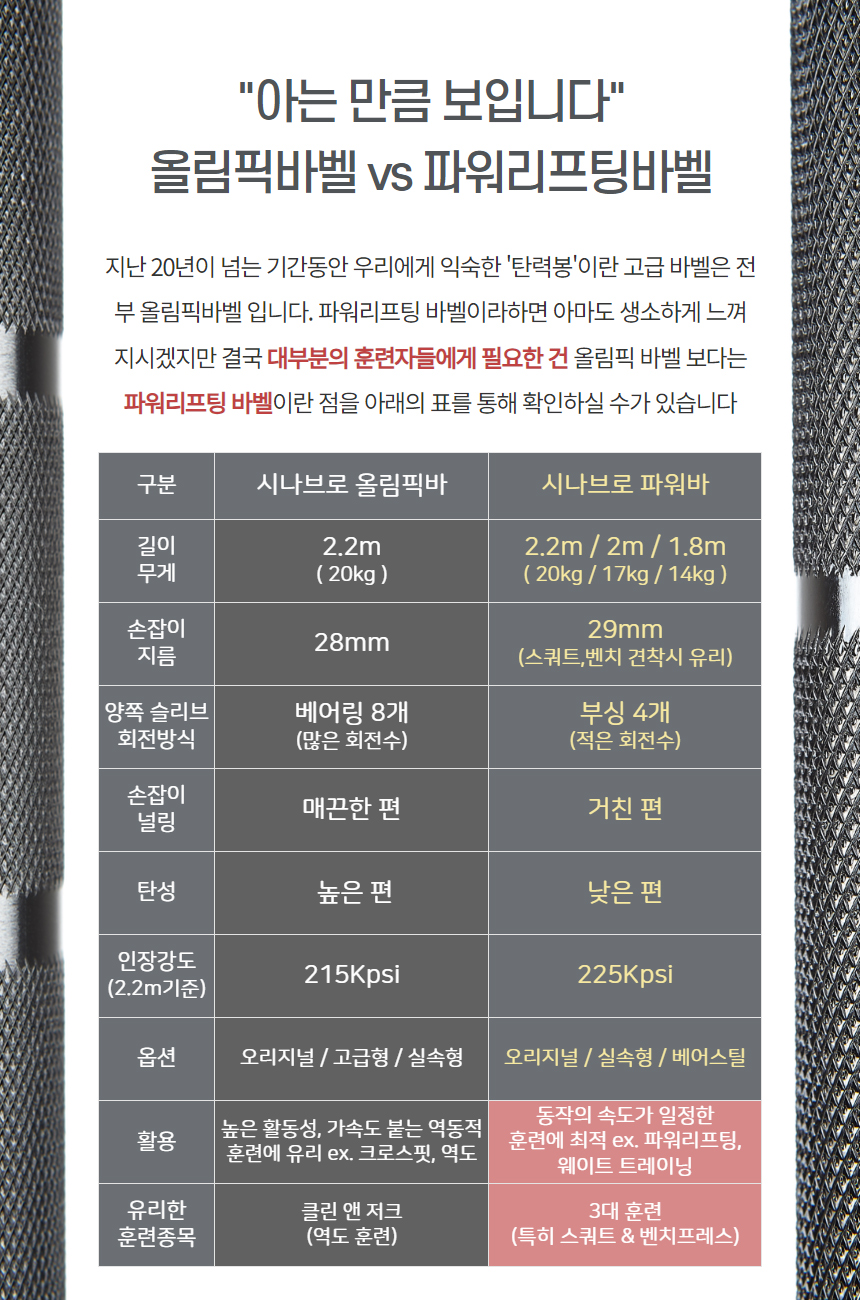 "아는 만큼 보입니다"
올림픽바벨 vs 파워리프팅바벨
지난 20년이 넘는 기간동안 우리에게 익숙한 '탄력봉'이란 고급 바벨은 전
부 올림픽바벨 입니다. 파워리프팅 바벨이라하면 아마도 생소하게 느껴
지시겠지만 결국 대부분의 훈련자들에게 필요한 건 올림픽 바벨 보다는
파워리프팅 바벨이란 점을 아래의 표를 통해 확인하실 수가 있습니다
구분
시나브로 올림픽바
시나브로 파워바
길이
무게
2.2m
( 20kg )
2.2m / 2m / 1.8m
( 20kg / 17kg / 14kg )
손잡이
지름
28mm
29mm
(스쿼트,벤치 견착시 유리)
양쪽 슬리브
회전방식
베어링 8개
(많은 회전수)
부싱 4개
(적은 회전수)
손잡이
널링
매끈한 편
거친 편
탄성
높은 편
낮은 편
인장강도
(2.2m기준)
215Kpsi
225Kpsi
옵션
오리지널 / 고급형 / 실속형
오리지널 / 실속형 / 베어스틸
활용
높은 활동성, 가속도 붙는 역동적
훈련에 유리 ex. 크로스핏, 역도
동작의 속도가 일정한
훈련에 최적 ex. 파워리프팅,
웨이트 트레이닝
유리한
훈련종목
클린 앤 저크
(역도 훈련)
3대 훈련
(특히 스쿼트 & 벤치프레스)